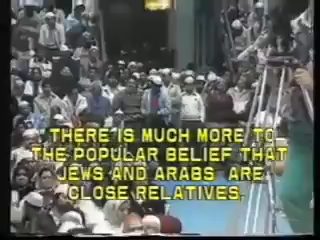 THERE IS MUCH MORE TO
THE POPULAR BELIEF THAT
JEWS AND ARABS ARE
CLOSE RELATIVES,